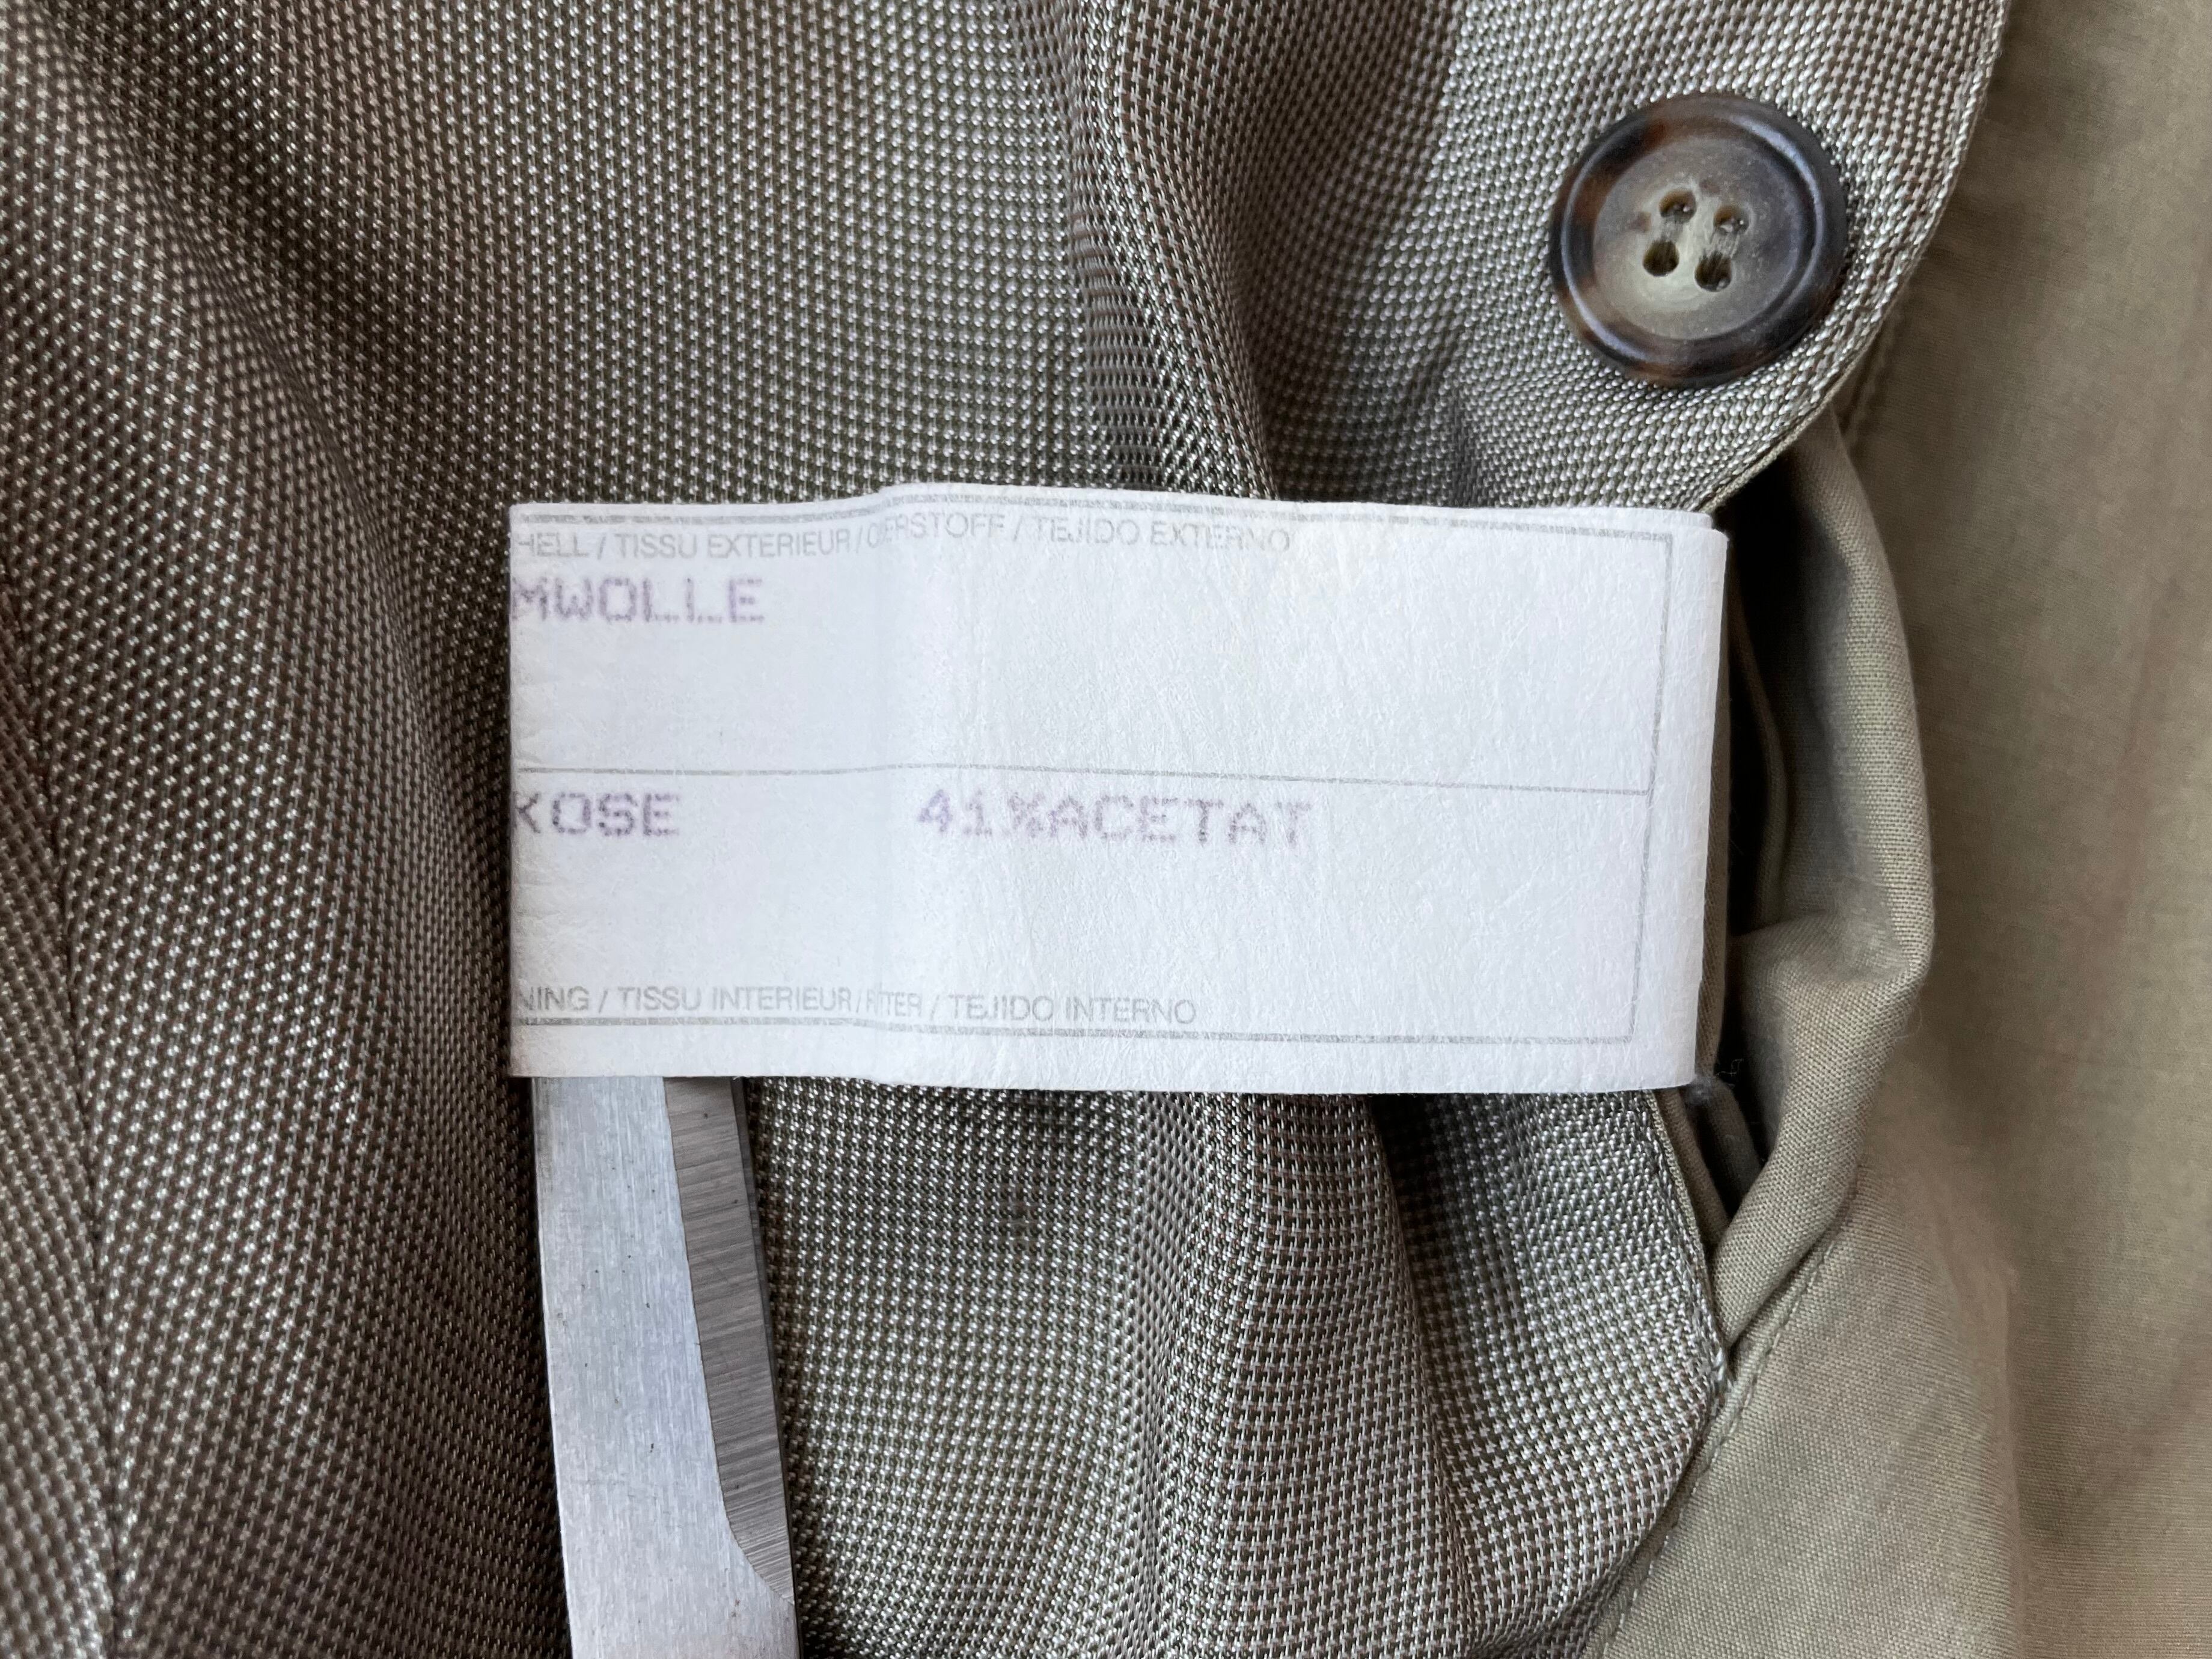 HELL / TISSU EXTERIEUR / OBERSTOFF / TEJIDO EXTERNO
MWOLLE
KOSE 41%ACETAT
NING / TISSU INTERIEUR / FUTTER / TEJIDO INTERNO